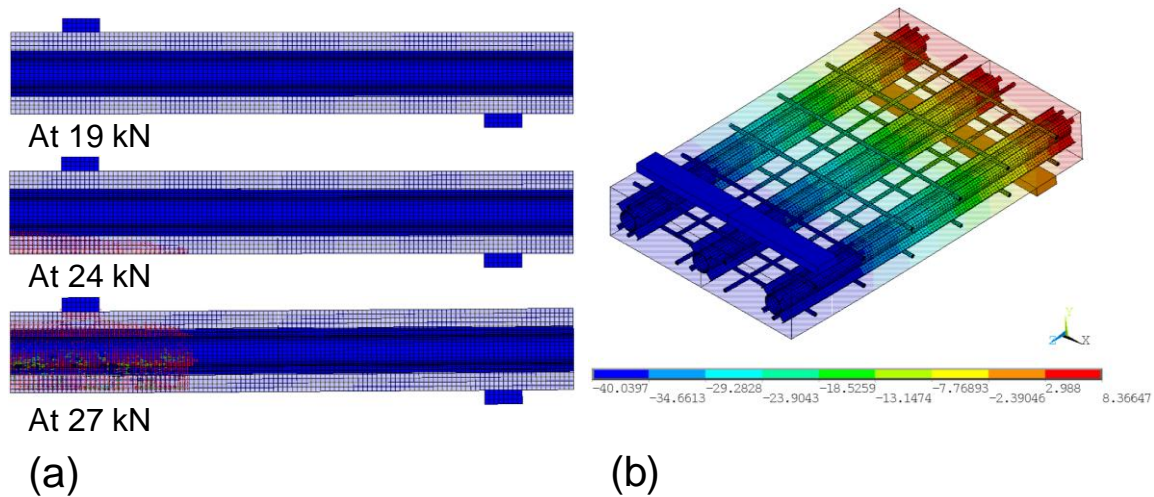 At 19 kN
At 24 kN
At 27 kN
(a)
Y
Z X
-40.0397 -29.2828 -18.5259 -7.76893 2.988
-34.6613 -23.9043 -13.1474 -2.39046 8.36647
(b)